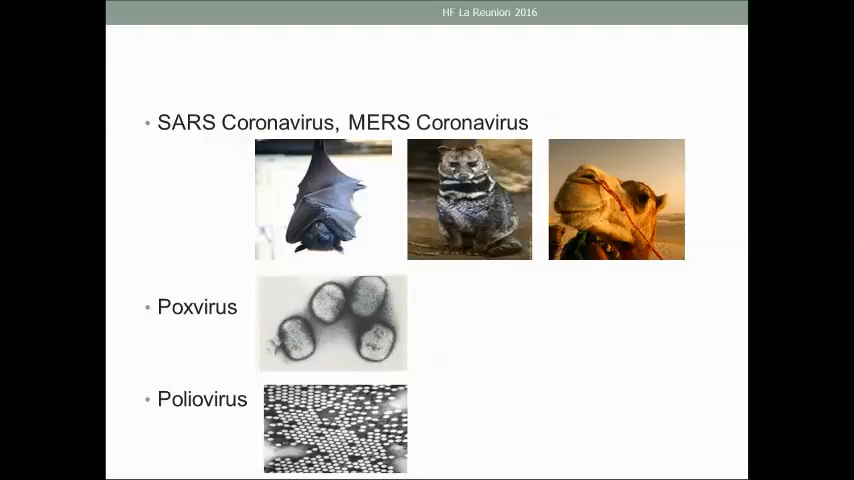 HF La Reunion 2016
• SARS Coronavirus, MERS Coronavirus
• Poxvirus
• Poliovirus